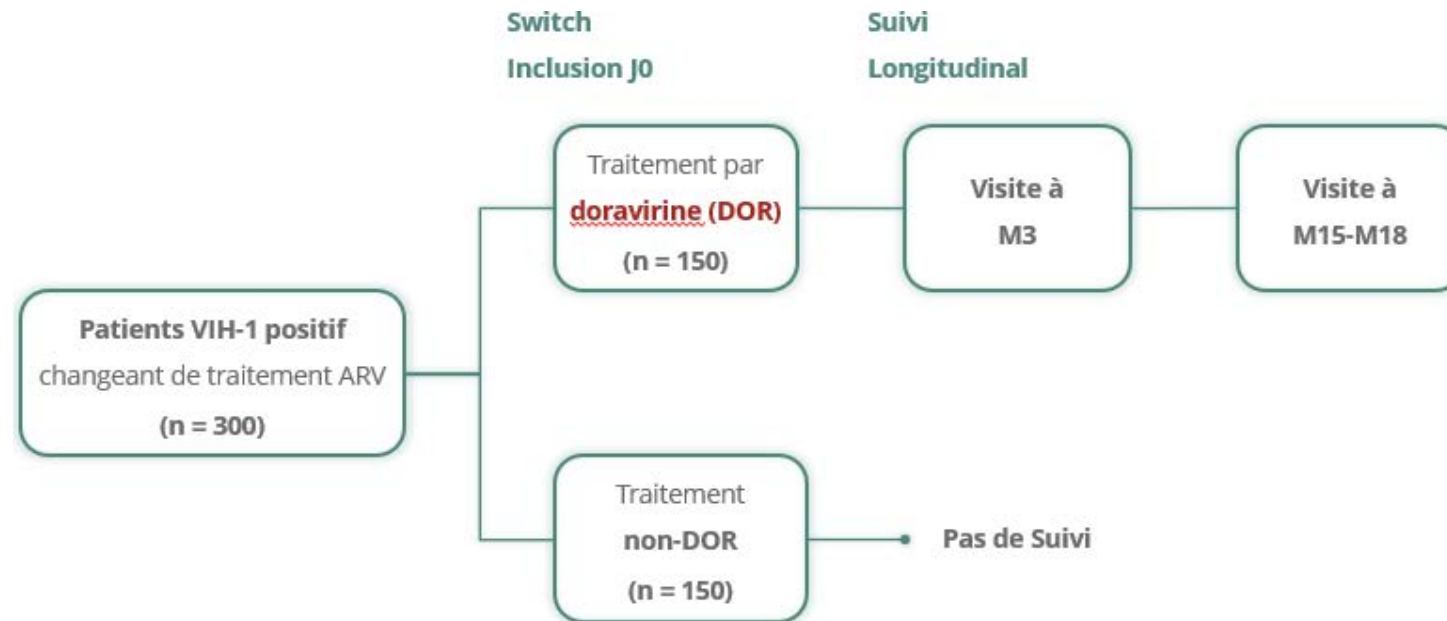 Switch
Inclusion J0
Suivi
Longitudinal
Traitement par
doravirine (DOR)
(n = 150)
Visite à
M3
Visite à
M15-M18
Patients VIH-1 positif
changeant de traitement ARV
(n = 300)
Traitement
non-DOR
(n = 150)
Pas de Suivi